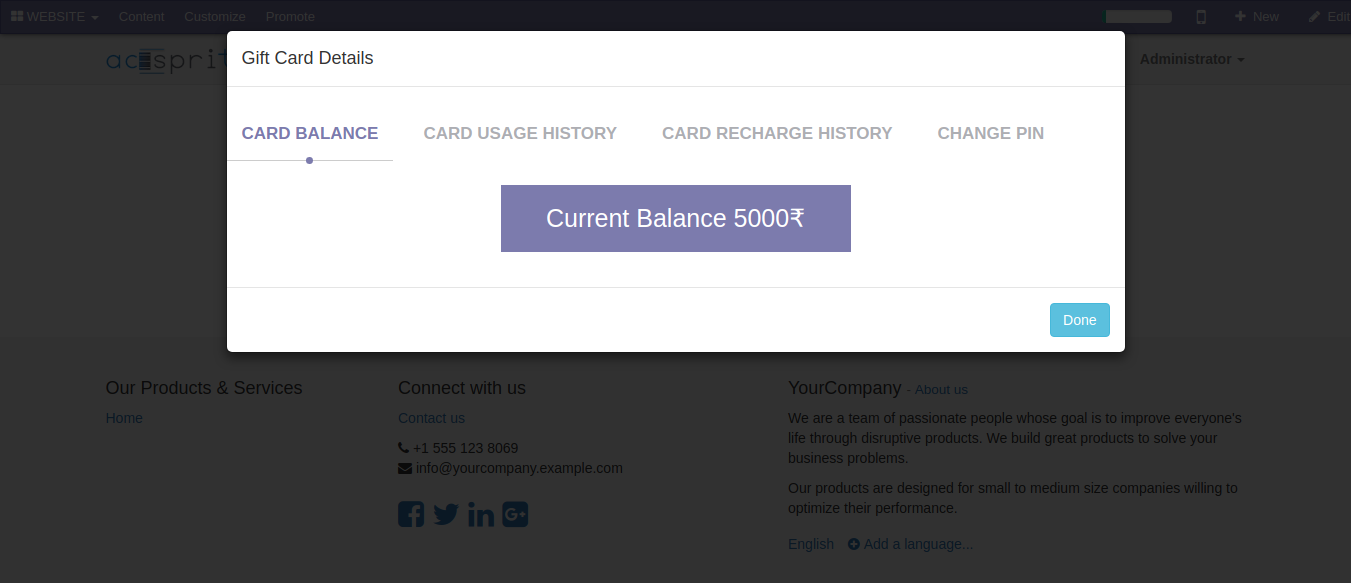 WEBSITE Content Customize Promote New Edit
Gift Card Details
Administrator
CARD BALANCE CARD USAGE HISTORY CARD RECHARGE HISTORY CHANGE PIN
Current Balance 5000₹
Done
Our Products & Services
Home
Connect with us
Contact us
+1 555 123 8069
info@yourcompany.example.com
YourCompany - About us
We are a team of passionate people whose goal is to improve everyone's
life through disruptive products. We build great products to solve your
business problems.
Our products are designed for small to medium size companies willing to
optimize their performance.
English Add a language...